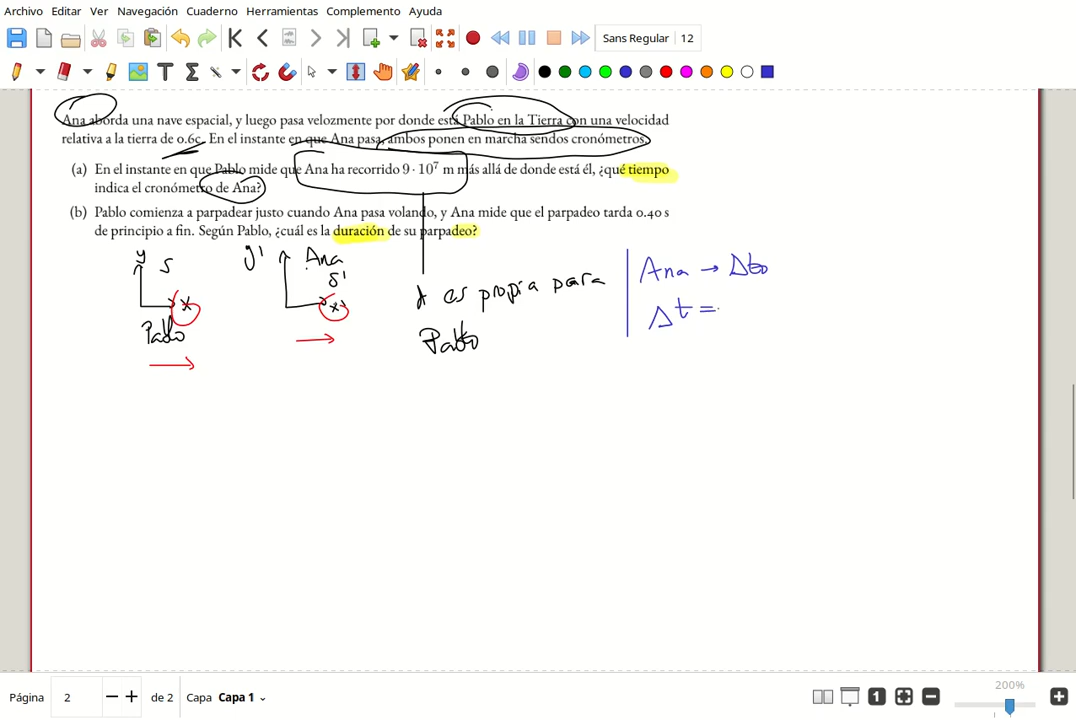 Archivo Editar Ver Navegación Cuaderno Herramientas Complemento Ayuda
Sans Regular 12
Ana aborda una nave espacial, y luego pasa velozmente por donde está Pablo en la Tierra con una velocidad
relativa a la tierra de 0.6c. En el instante en que Ana pasa, ambos ponen en marcha sendos cronómetros.
(a) En el instante en que Pablo mide que Ana ha recorrido 9 · 10⁷ m más allá de donde está él, ¿qué tiempo
indica el cronómetro de Ana?
(b) Pablo comienza a parpadear justo cuando Ana pasa volando, y Ana mide que el parpadeo tarda 0.40 s
de principio a fin. Según Pablo, ¿cuál es la duración de su parpadeo?
y S
x
Pablo
y' Ana
S'
x'
x es propia para
Pablo
Ana → Δt₀
Δt =
Página 2 de 2 Capa Capa 1
200%